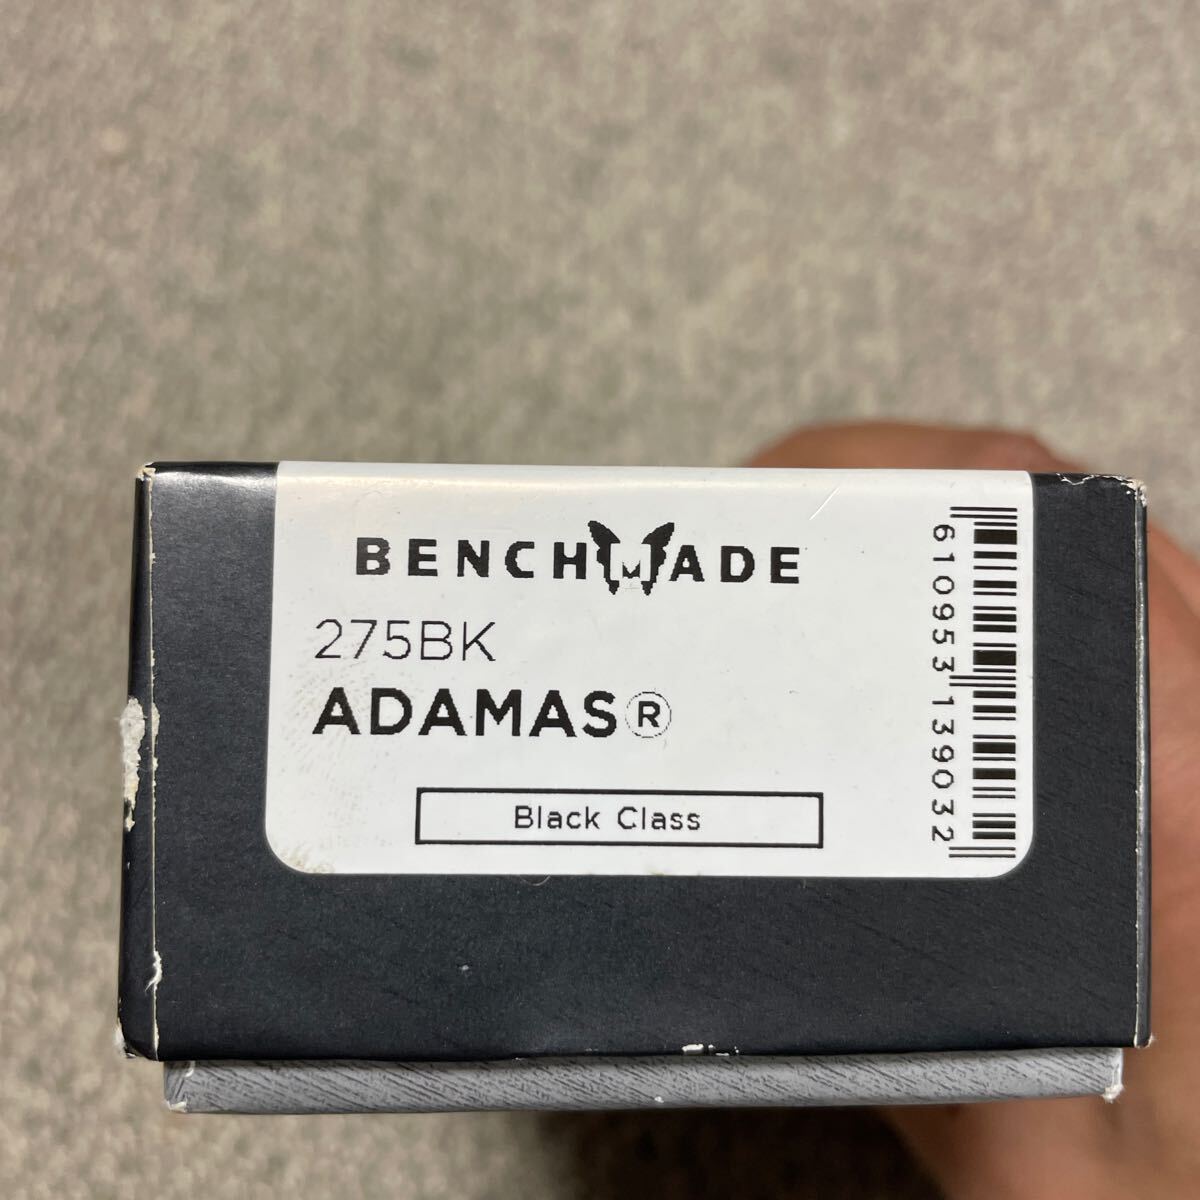 BENCHMADE
275BK
ADAMAS®
Black Class
610953139032